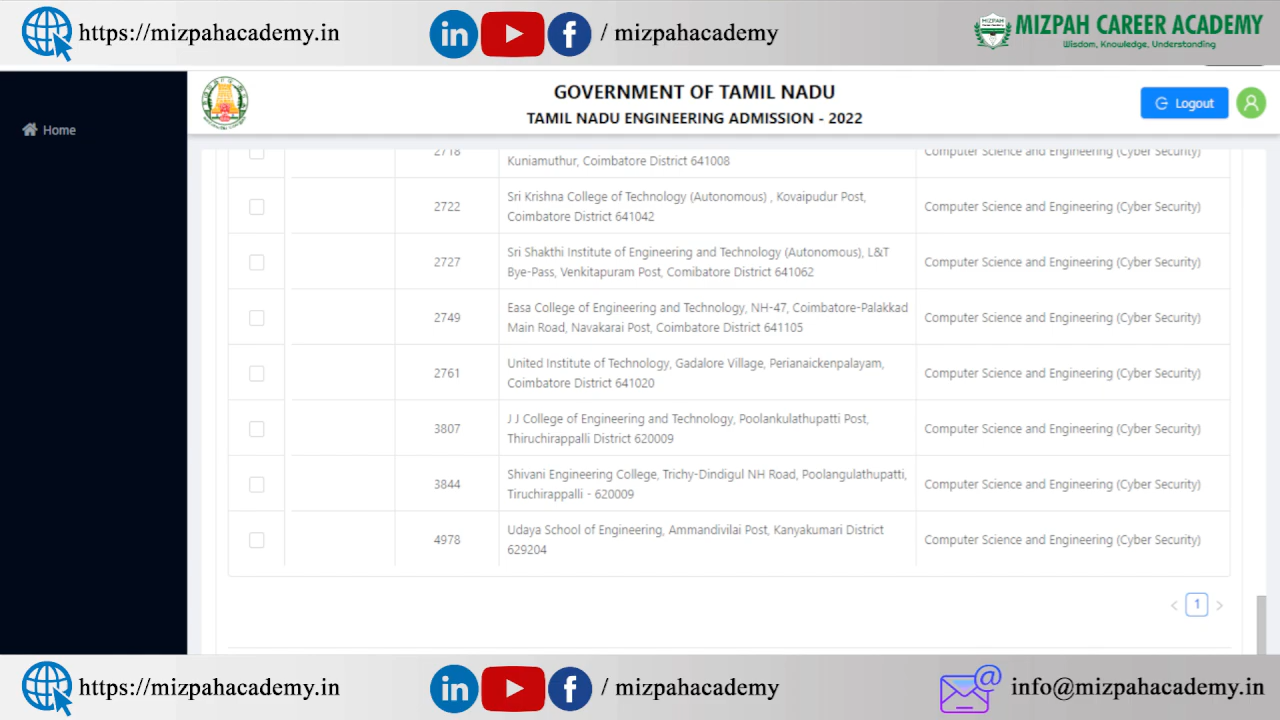 https://mizpahacademy.in
in
f
/ mizpahacademy
MIZPAH CAREER ACADEMY
Wisdom, Knowledge, Understanding
Home
GOVERNMENT OF TAMIL NADU
TAMIL NADU ENGINEERING ADMISSION - 2022
Logout
2718
Kuniamuthur, Coimbatore District 641008
Computer Science and Engineering (Cyber Security)
2722
Sri Krishna College of Technology (Autonomous) , Kovaipudur Post,
Coimbatore District 641042
Computer Science and Engineering (Cyber Security)
2727
Sri Shakthi Institute of Engineering and Technology (Autonomous), L&T
Bye-Pass, Venkitapuram Post, Comibatore District 641062
Computer Science and Engineering (Cyber Security)
2749
Easa College of Engineering and Technology, NH-47, Coimbatore-Palakkad
Main Road, Navakarai Post, Coimbatore District 641105
Computer Science and Engineering (Cyber Security)
2761
United Institute of Technology, Gadalore Village, Perianaickenpalayam,
Coimbatore District 641020
Computer Science and Engineering (Cyber Security)
3807
J J College of Engineering and Technology, Poolankulathupatti Post,
Thiruchirappalli District 620009
Computer Science and Engineering (Cyber Security)
3844
Shivani Engineering College, Trichy-Dindigul NH Road, Poolangulathupatti,
Tiruchirappalli - 620009
Computer Science and Engineering (Cyber Security)
4978
Udaya School of Engineering, Ammandivilai Post, Kanyakumari District
629204
Computer Science and Engineering (Cyber Security)
< 1 >
https://mizpahacademy.in
in
f
/ mizpahacademy
@
info@mizpahacademy.in